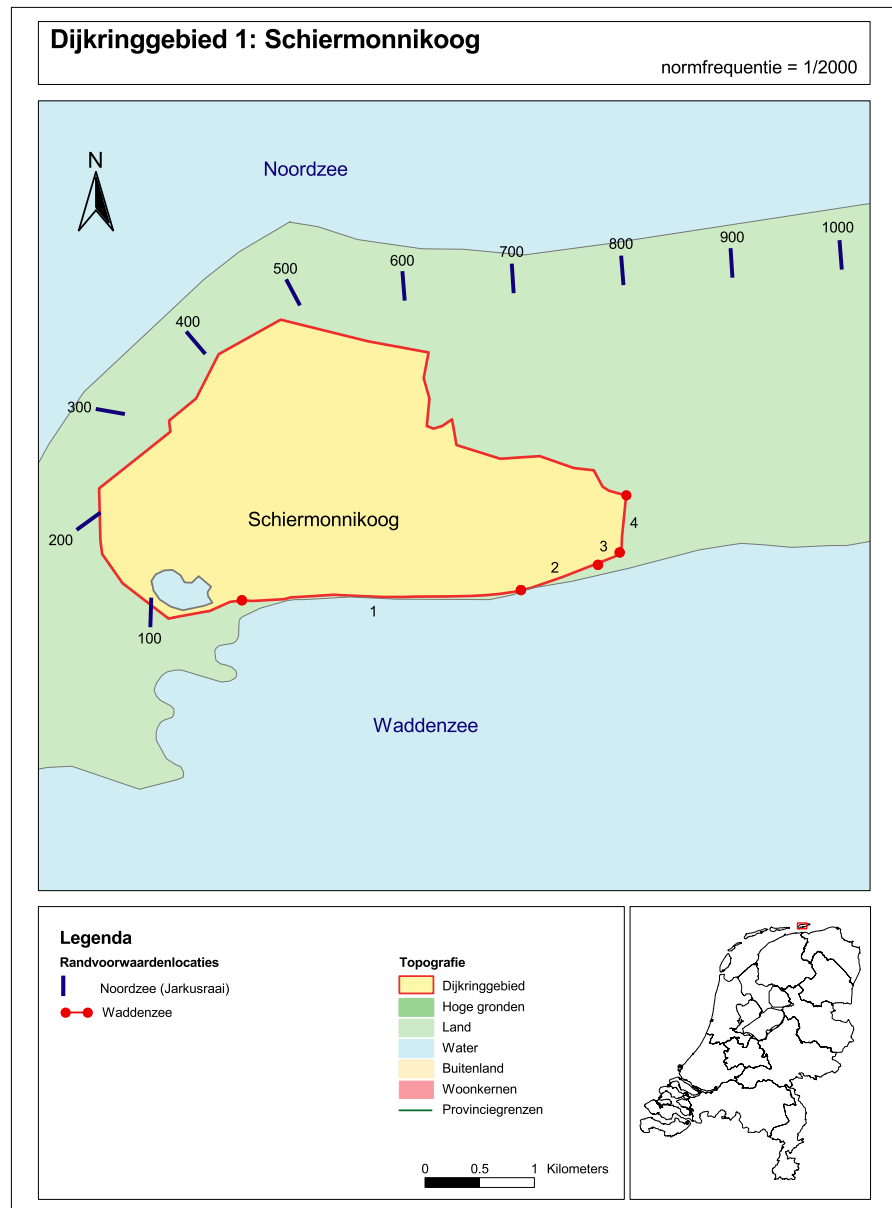 Dijkringgebied 1: Schiermonnikoog
normfrequentie = 1/2000
Noordzee
N
1000
900
800
700
600
500
400
300
200
100
Schiermonnikoog
4
3
2
1
Waddenzee
Legenda
Randvoorwaardenlocaties
Noordzee (Jarkusraai)
Waddenzee
Topografie
Dijkringgebied
Hoge gronden
Land
Water
Buitenland
Woonkernen
Provinciegrenzen
0 0.5 1 Kilometers